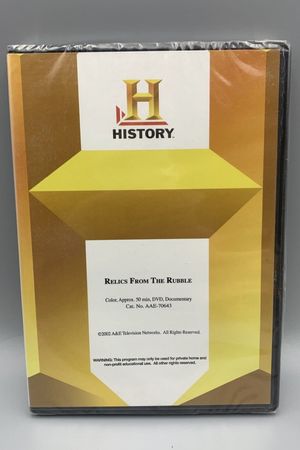 H
HISTORY
RELICS FROM THE RUBBLE
Color, Approx. 50 min, DVD, Documentary
Cat. No. AAE-70643
©2002 A&E Television Networks. All Rights Reserved.
WARNING: This program may only be used for private home and
non-profit educational use. All other rights reserved.